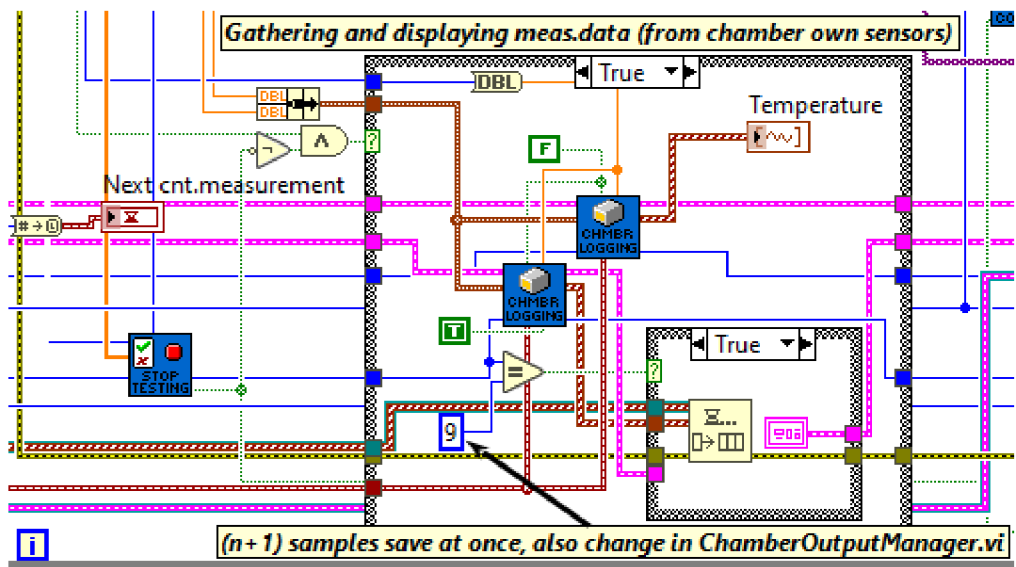 Gathering and displaying meas.data (from chamber own sensors)
True
DBL
DBL
DBL
Temperature
F
Next cnt.measurement
CHMBR
LOGGING
CHMBR
LOGGING
T
True
STOP
TESTING
9
i
(n+1) samples save at once, also change in ChamberOutputManager.vi